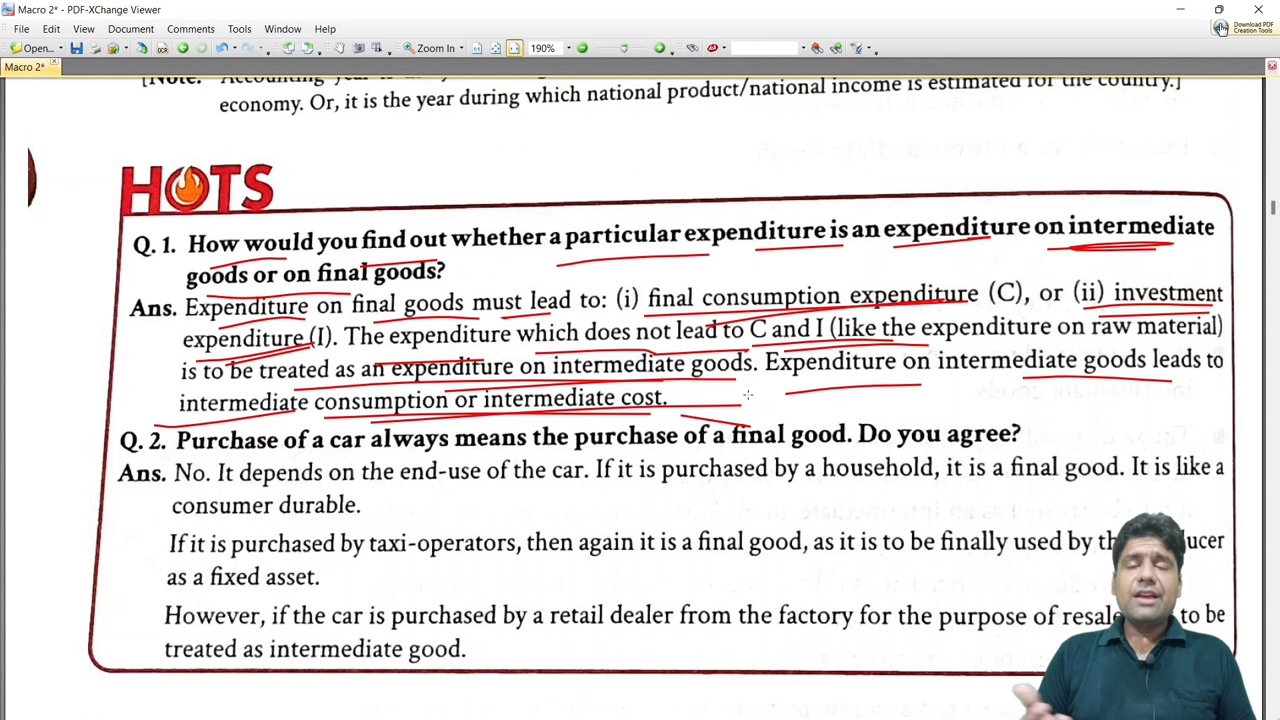 Macro 2* - PDF-XChange Viewer
File Edit View Document Comments Tools Window Help
Download PDF
Creation Tools
Open... Zoom In 190%
Macro 2*
[Note: Accounting year is
economy. Or, it is the year during which national product/national income is estimated for the country.]
HOTS
Q. 1. How would you find out whether a particular expenditure is an expenditure on intermediate
goods or on final goods?
Ans. Expenditure on final goods must lead to: (i) final consumption expenditure (C), or (ii) investment
expenditure (I). The expenditure which does not lead to C and I (like the expenditure on raw material)
is to be treated as an expenditure on intermediate goods. Expenditure on intermediate goods leads to
intermediate consumption or intermediate cost.
Q. 2. Purchase of a car always means the purchase of a final good. Do you agree?
Ans. No. It depends on the end-use of the car. If it is purchased by a household, it is a final good. It is like a
consumer durable.
If it is purchased by taxi-operators, then again it is a final good, as it is to be finally used by th ucer
as a fixed asset.
However, if the car is purchased by a retail dealer from the factory for the purpose of resale to be
treated as intermediate good.